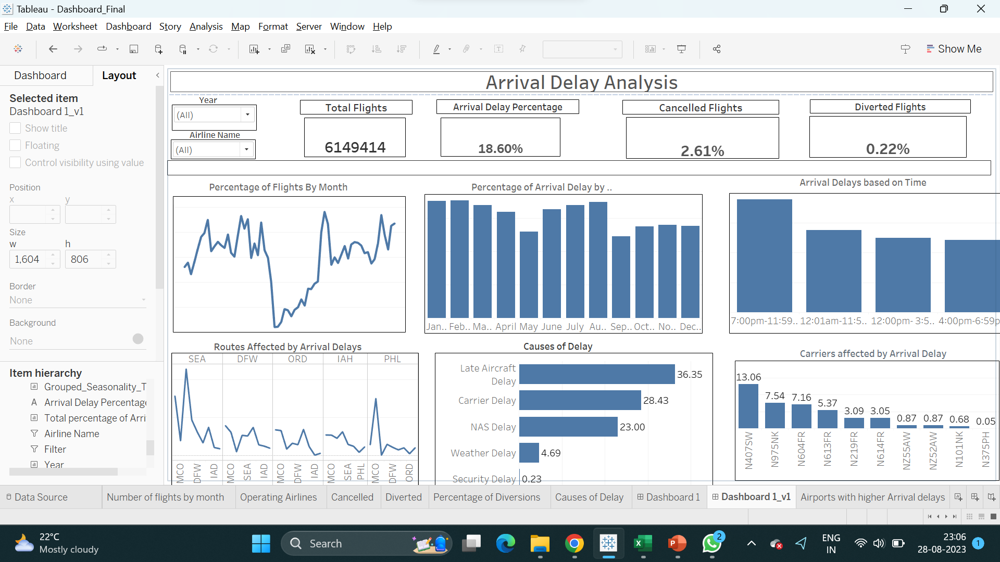 Tableau - Dashboard_Final
File Data Worksheet Dashboard Story Analysis Map Format Server Window Help
Show Me
Dashboard Layout
Selected item
Dashboard 1_v1
Show title
Floating
Control visibility using value
Position
x y
Size
w h
1,604 806
Border
None
Background
None
Item hierarchy
Grouped_Seasonality_T
Arrival Delay Percentage
Total percentage of Arri
Airline Name
Filter
Year
Arrival Delay Analysis
Year
(All)
Airline Name
(All)
Total Flights
6149414
Arrival Delay Percentage
18.60%
Cancelled Flights
2.61%
Diverted Flights
0.22%
Percentage of Flights By Month
Percentage of Arrival Delay by ..
Jan.. Feb.. Ma.. April May June July Au.. Sep.. Oct.. No.. Dec..
Arrival Delays based on Time
7:00pm-11:59.. 12:01am-11:5.. 12:00pm- 3:5.. 4:00pm-6:59p
Routes Affected by Arrival Delays
SEA DFW ORD IAH PHL
MCO DFW IAD MCO SEA IAD MCO DFW IAD MCO SEA PHL MCO DFW ORD
Causes of Delay
Late Aircraft
Delay
36.35
Carrier Delay 28.43
NAS Delay 23.00
Weather Delay 4.69
Security Delay 0.23
Carriers affected by Arrival Delay
13.06 7.54 7.16 5.37 3.09 3.05 0.87 0.87 0.68 0.05
N407SW N975NK N604FR N613FR N219FR N614FR NZ55AW NZ52AW N101NK N375PH
Data Source Number of flights by month Operating Airlines Cancelled Diverted Percentage of Diversions Causes of Delay Dashboard 1 Dashboard 1_v1 Airports with higher Arrival delays
22°C
Mostly cloudy
Search
2
ENG
IN
23:06
28-08-2023
1